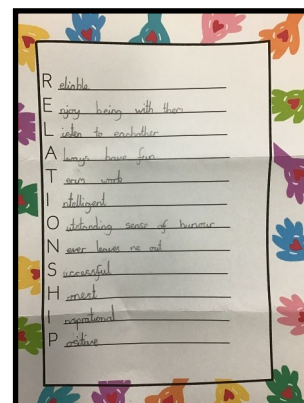 Reliable
Enjoy being with them
Listen to eachother
Always have fun
Team work
Intelligent
Outstanding sense of humour
Never leaves me out
Successful
Honest
Inspirational
Positive